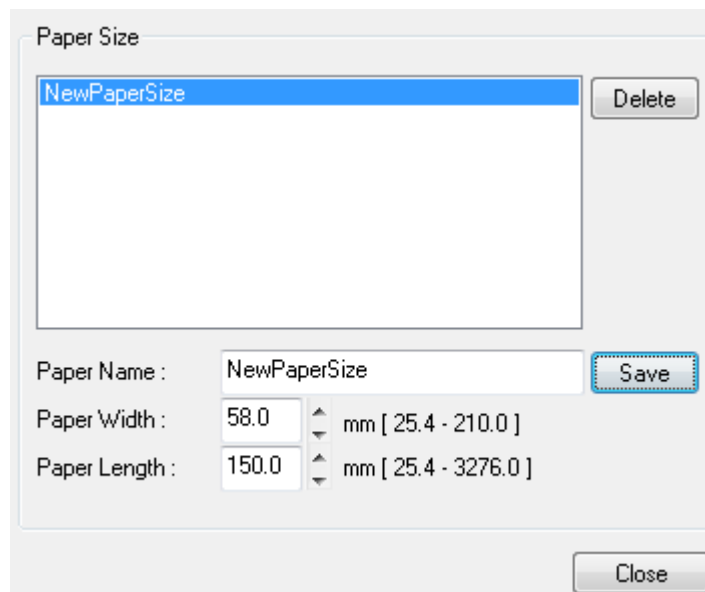 Paper Size
NewPaperSize
Delete
Paper Name : NewPaperSize Save
Paper Width : 58.0 mm [ 25.4 - 210.0 ]
Paper Length : 150.0 mm [ 25.4 - 3276.0 ]
Close